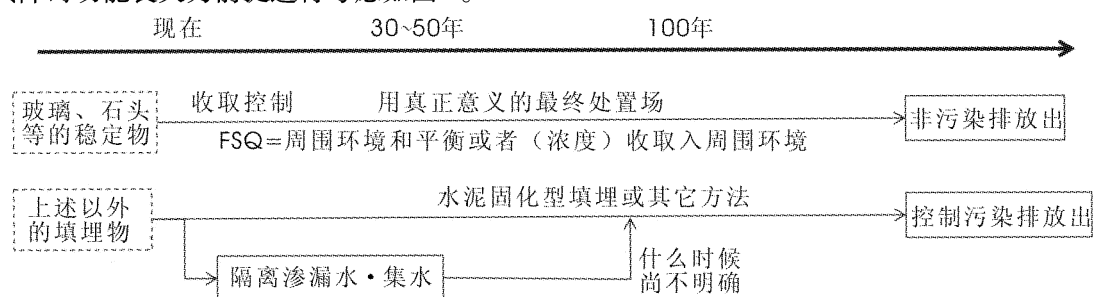 现在 30~50年 100年
玻璃、石头
等的稳定物
收取控制 用真正意义的最终处置场
FSQ=周围环境和平衡或者（浓度）收取入周围环境
非污染排放出
上述以外
的填埋物
水泥固化型填埋或其它方法
控制污染排放出
隔离渗漏水·集水
什么时候
尚不明确